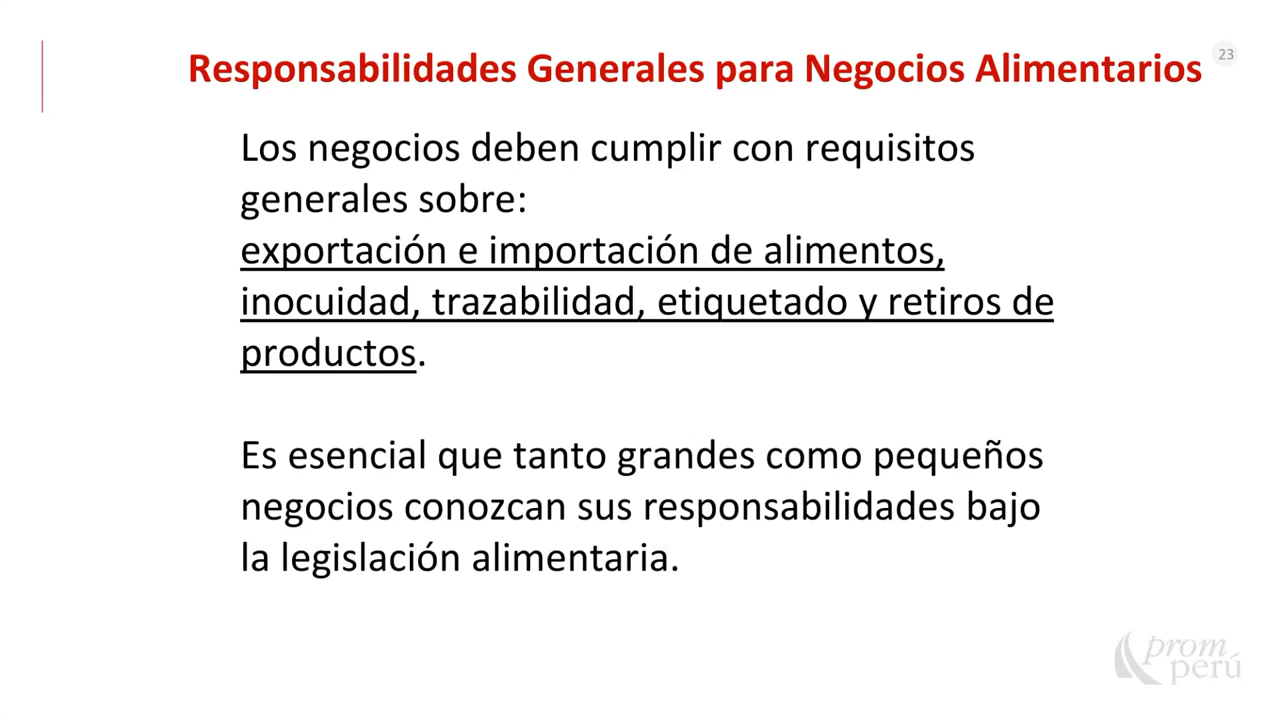 Responsabilidades Generales para Negocios Alimentarios
23
Los negocios deben cumplir con requisitos
generales sobre:
exportación e importación de alimentos,
inocuidad, trazabilidad, etiquetado y retiros de
productos.
Es esencial que tanto grandes como pequeños
negocios conozcan sus responsabilidades bajo
la legislación alimentaria.
prom
perú